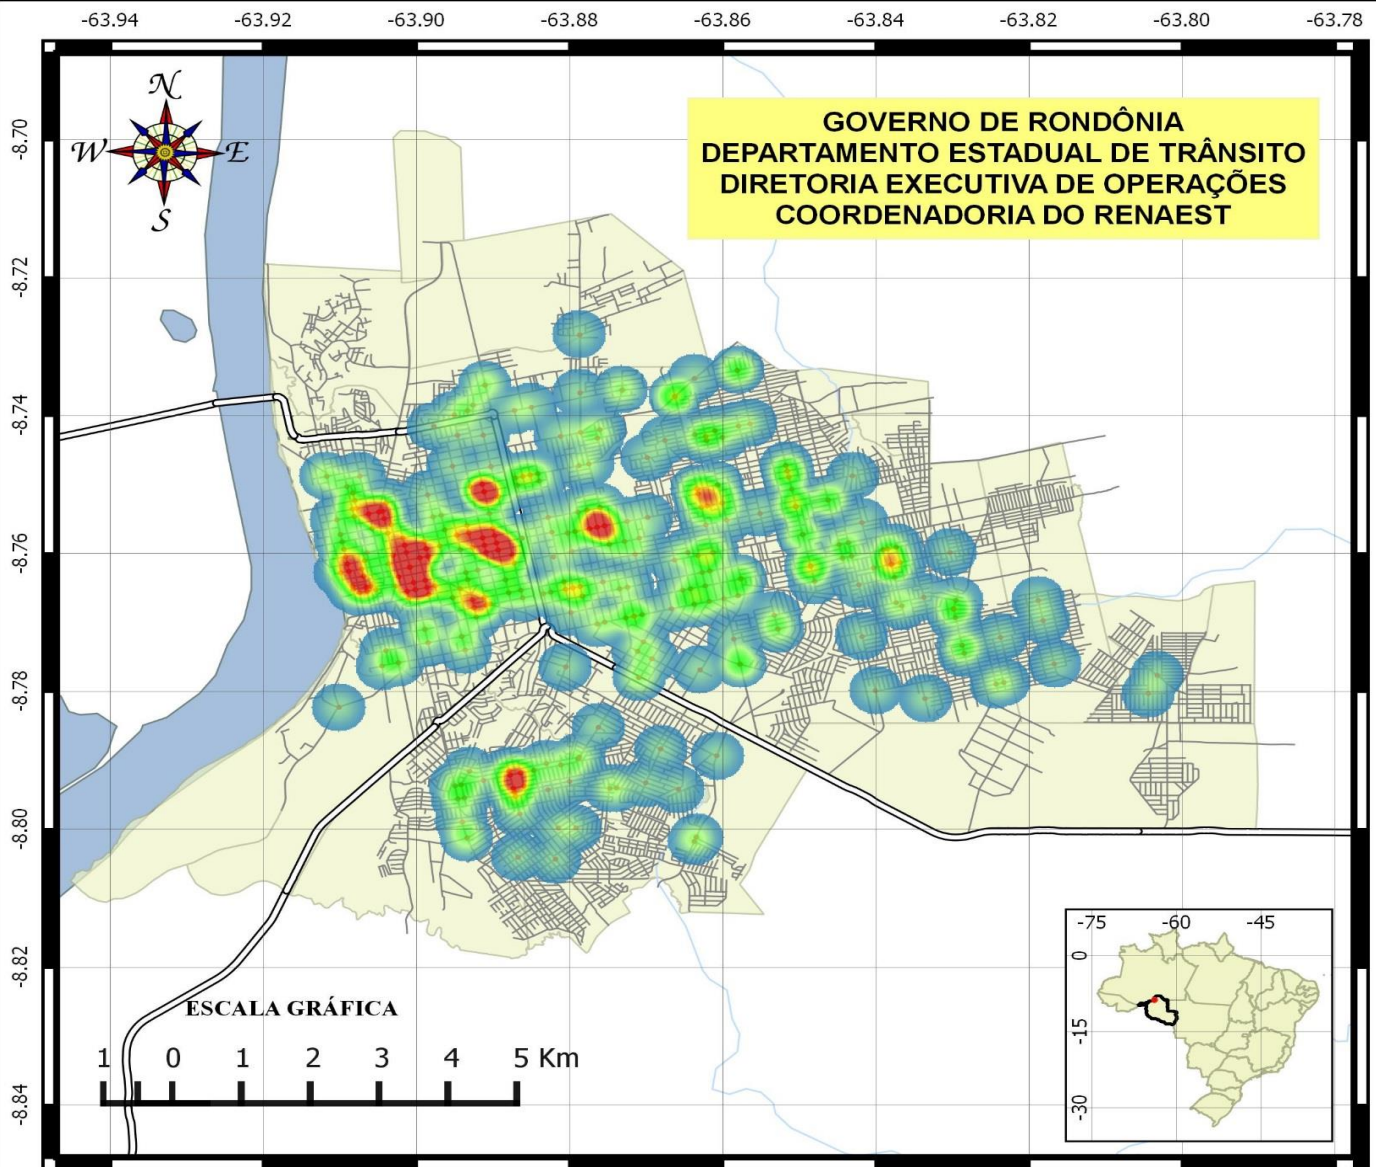 -63.94 -63.92 -63.90 -63.88 -63.86 -63.84 -63.82 -63.80 -63.78
N
W E
S
GOVERNO DE RONDÔNIA
DEPARTAMENTO ESTADUAL DE TRÂNSITO
DIRETORIA EXECUTIVA DE OPERAÇÕES
COORDENADORIA DO RENAEST
-8.70
-8.72
-8.74
-8.76
-8.78
-8.80
-8.82
-8.84
ESCALA GRÁFICA
1 0 1 2 3 4 5 Km
-75 -60 -45
0
-15
-30